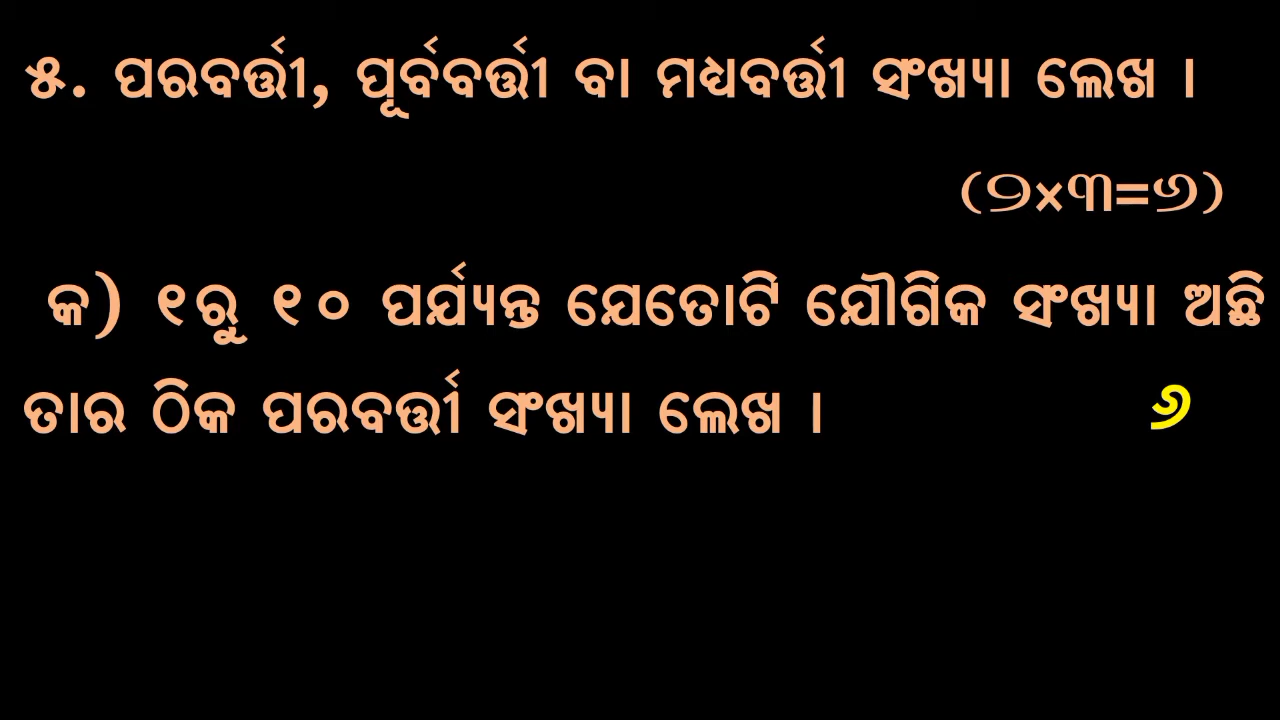 ୫. ପରବର୍ତ୍ତୀ, ପୂର୍ବବର୍ତ୍ତୀ ବା ମଧ୍ୟବର୍ତ୍ତୀ ସଂଖ୍ୟା ଲେଖ ।
(୨×୩=୬)
କ) ୧ରୁ ୧୦ ପର୍ଯ୍ୟନ୍ତ ଯେତୋଟି ଯୌଗିକ ସଂଖ୍ୟା ଅଛି
ତାର ଠିକ ପରବର୍ତ୍ତୀ ସଂଖ୍ୟା ଲେଖ । ୬